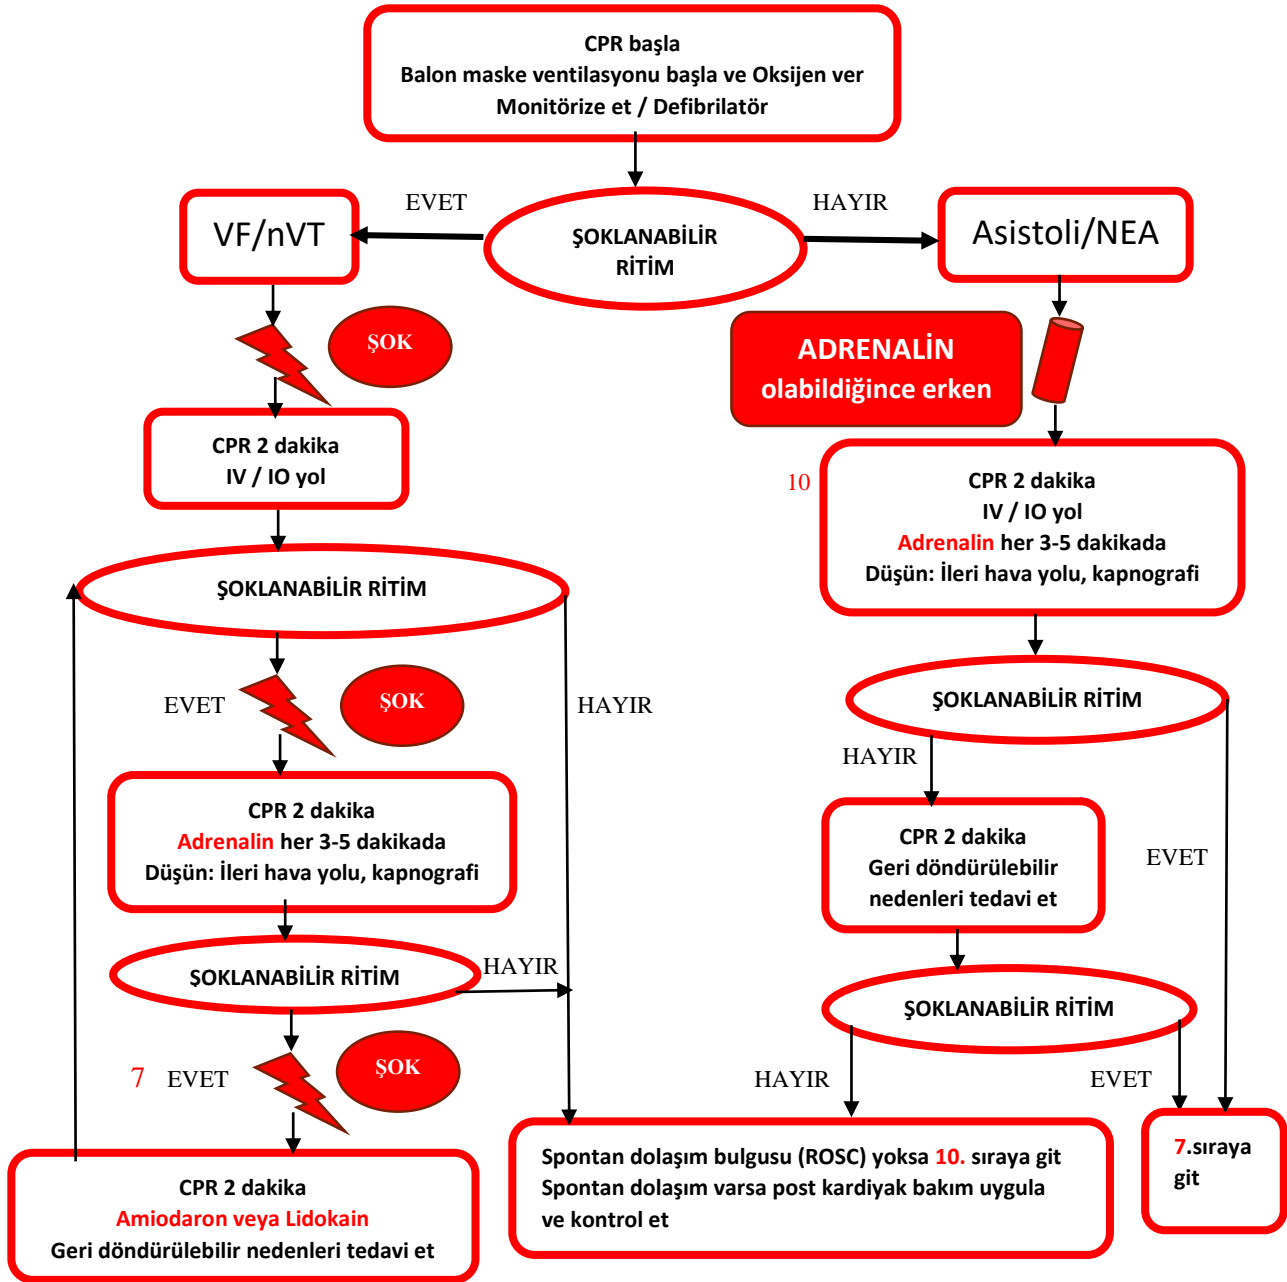 CPR başla
Balon maske ventilasyonu başla ve Oksijen ver
Monitörize et / Defibrilatör
EVET
HAYIR
VF/nVT
ŞOKLANABİLİR
RİTİM
Asistoli/NEA
ŞOK
ADRENALİN
olabildiğince erken
CPR 2 dakika
IV / IO yol
10
CPR 2 dakika
IV / IO yol
Adrenalin her 3-5 dakikada
Düşün: İleri hava yolu, kapnografi
ŞOKLANABİLİR RİTİM
ŞOKLANABİLİR RİTİM
EVET
ŞOK
HAYIR
HAYIR
CPR 2 dakika
Adrenalin her 3-5 dakikada
Düşün: İleri hava yolu, kapnografi
CPR 2 dakika
Geri döndürülebilir
nedenleri tedavi et
EVET
ŞOKLANABİLİR RİTİM
HAYIR
ŞOKLANABİLİR RİTİM
7 EVET
ŞOK
HAYIR
EVET
CPR 2 dakika
Amiodaron veya Lidokain
Geri döndürülebilir nedenleri tedavi et
Spontan dolaşım bulgusu (ROSC) yoksa 10. sıraya git
Spontan dolaşım varsa post kardiyak bakım uygula
ve kontrol et
7.sıraya
git